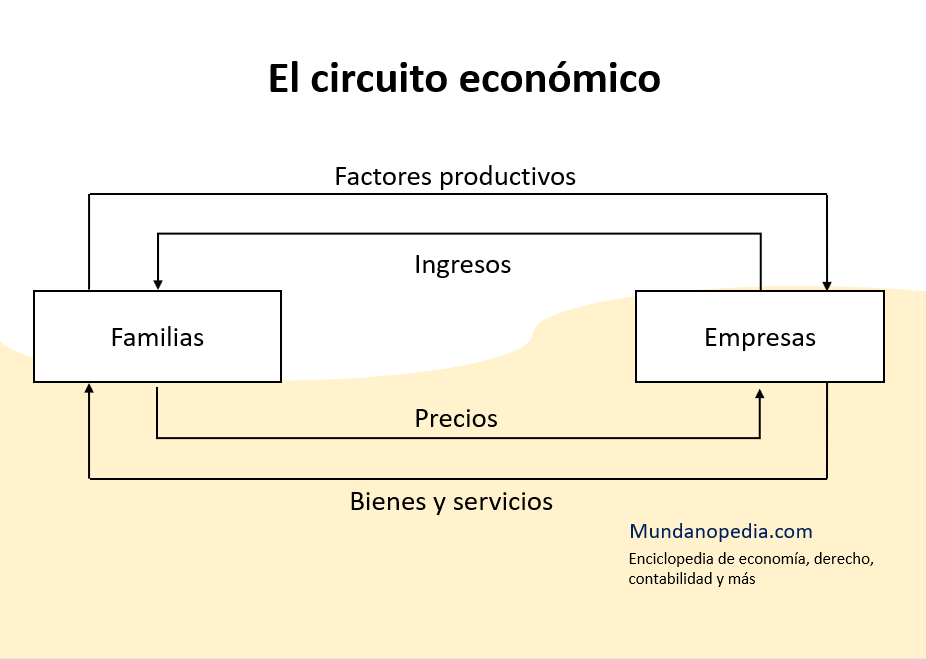 El circuito económico
Factores productivos
Ingresos
Familias
Empresas
Precios
Bienes y servicios
Mundanopedia.com
Enciclopedia de economía, derecho,
contabilidad y más